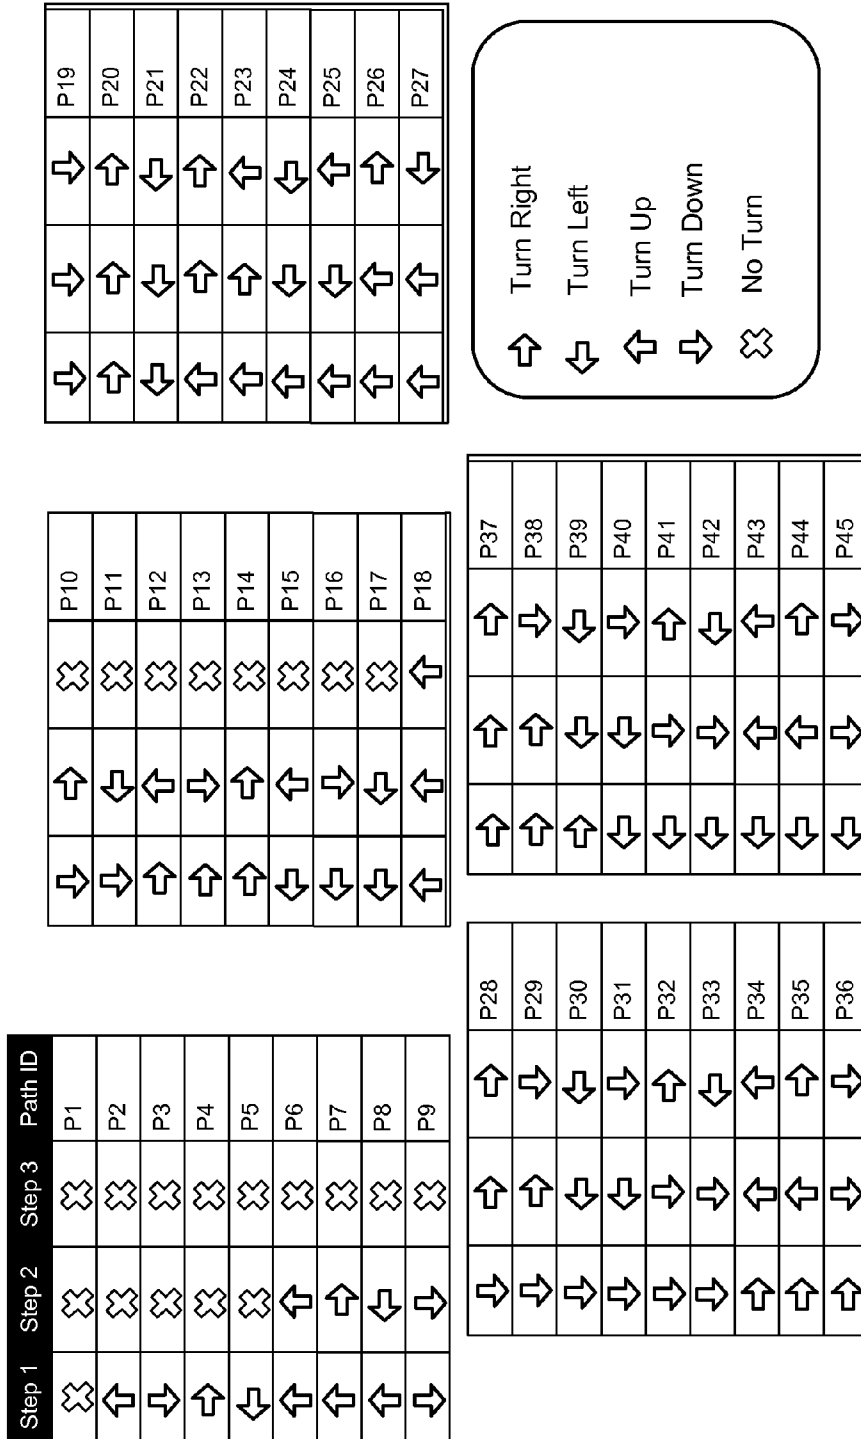 Step 1 Step 2 Step 3 Path ID
P1
P2
P3
P4
P5
P6
P7
P8
P9
P10
P11
P12
P13
P14
P15
P16
P17
P18
P19
P20
P21
P22
P23
P24
P25
P26
P27
P28
P29
P30
P31
P32
P33
P34
P35
P36
P37
P38
P39
P40
P41
P42
P43
P44
P45
Turn Right
Turn Left
Turn Up
Turn Down
No Turn